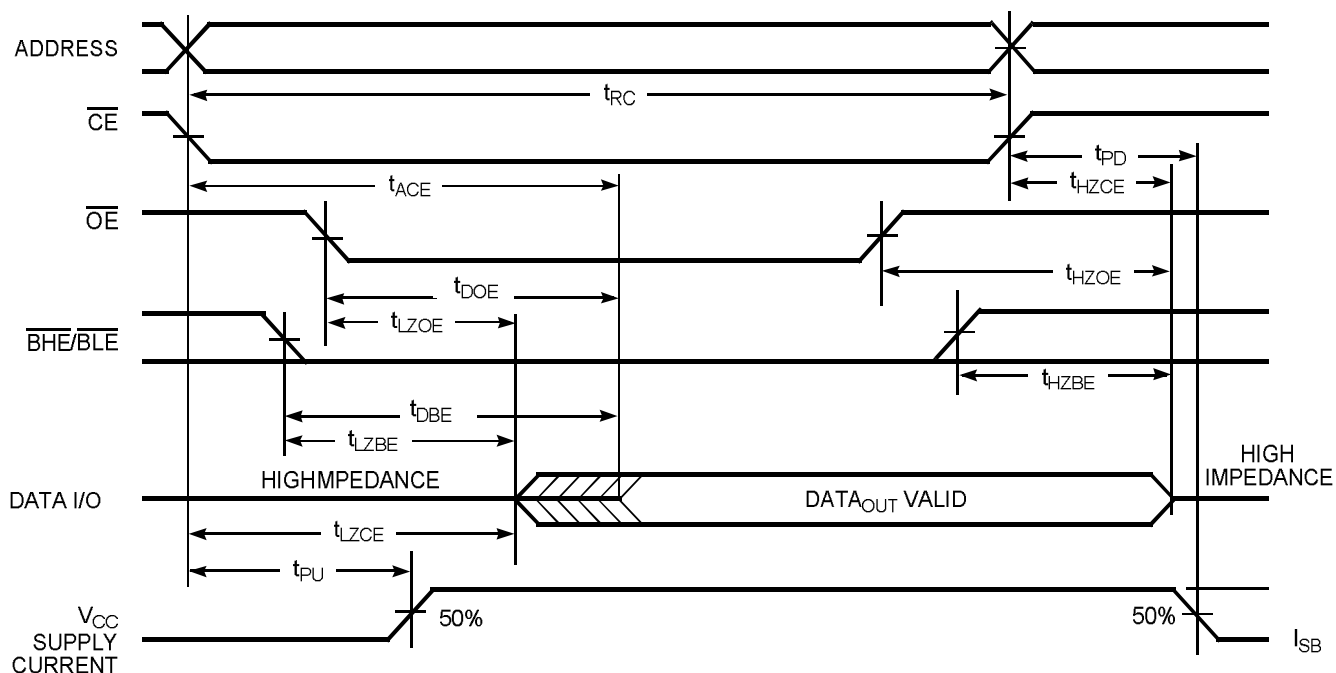 ADDRESS
tRC
CE
tPD
tACE
tHZCE
OE
tHZOE
tDOE
tLZOE
BHE/BLE
tHZBE
tDBE
tLZBE
HIGHMPEDANCE
HIGH
IMPEDANCE
DATA I/O
DATAOUT VALID
tLZCE
tPU
VCC
SUPPLY
CURRENT
50%
50%
ISB